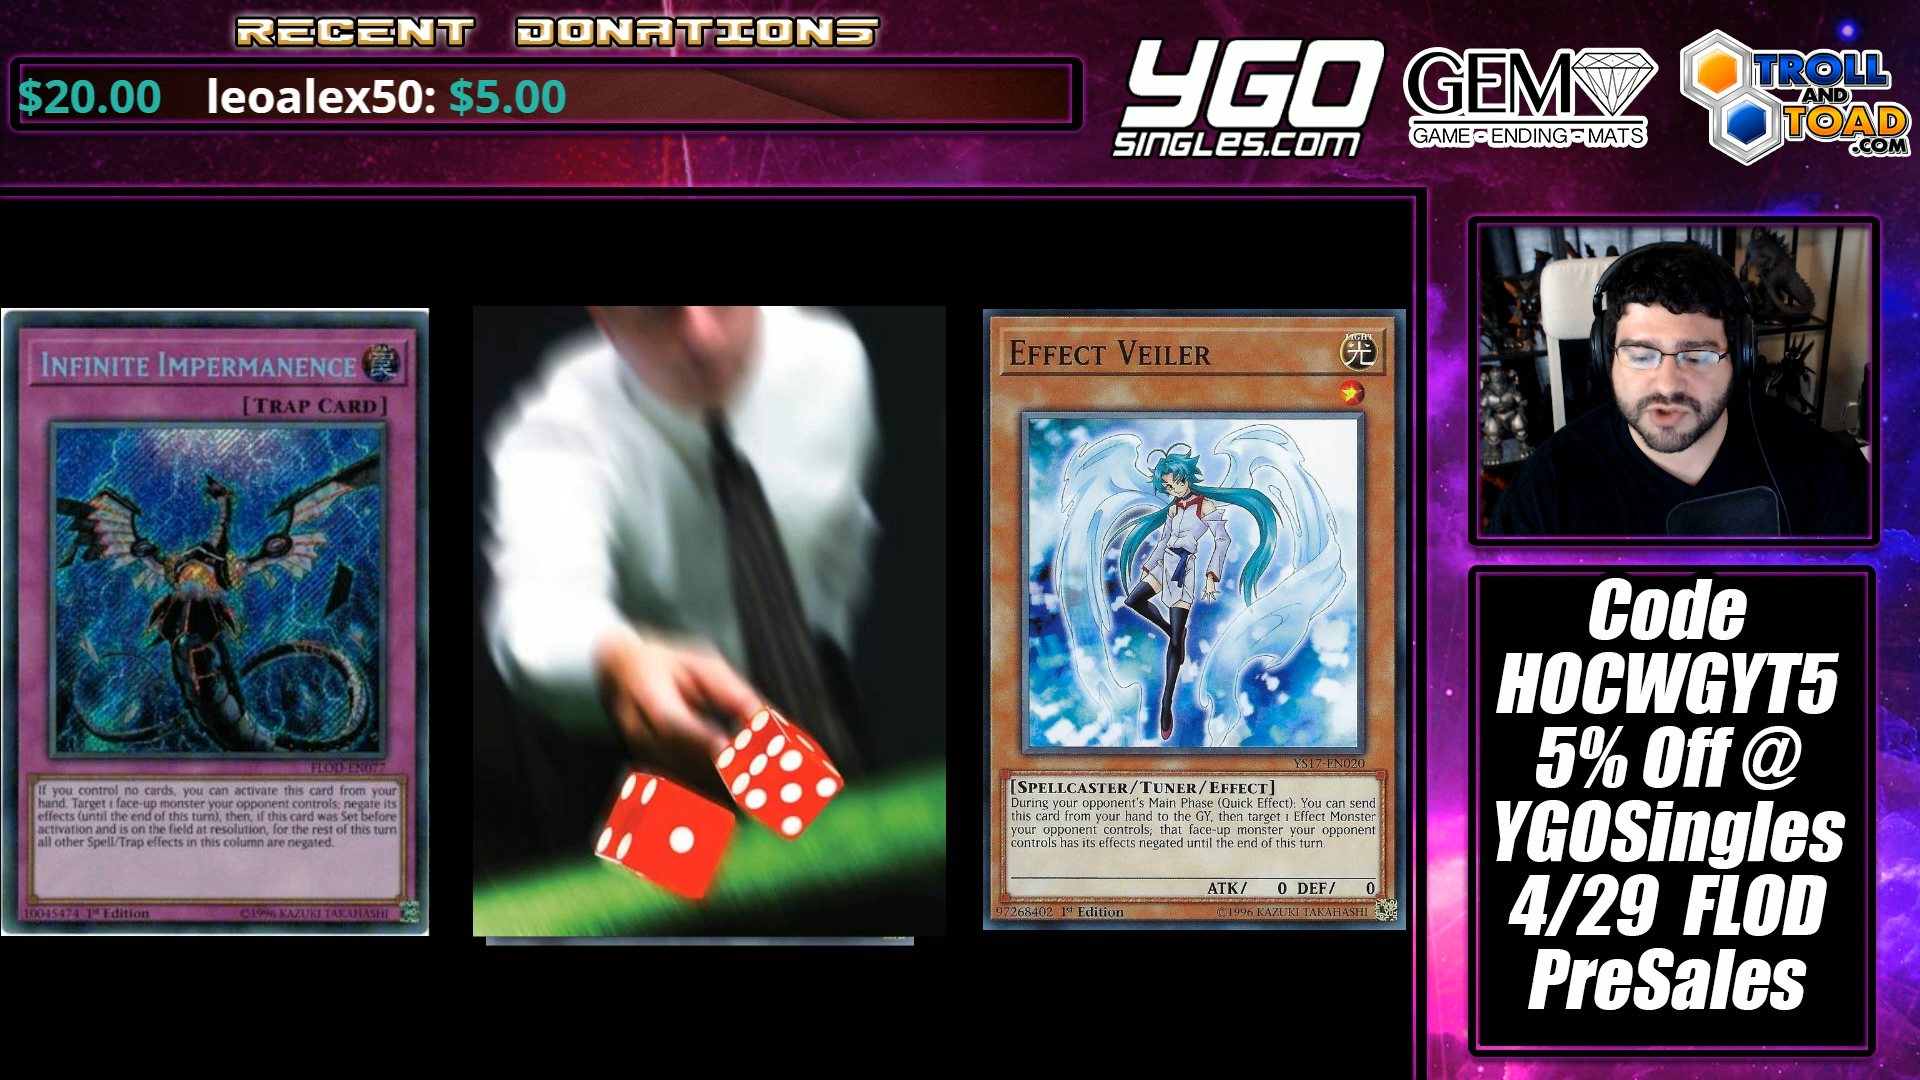 RECENT DONATIONS
$20.00 leoalex50: $5.00
YGO
SINGLES.COM
GEM
GAME - ENDING - MATS
TROLL
AND
TOAD
.COM
INFINITE IMPERMANENCE
[TRAP CARD]
FLOD-EN077
If you control no cards, you can activate this card from your
hand. Target 1 face-up monster your opponent controls; negate its
effects (until the end of this turn), then, if this card was Set before
activation and is on the field at resolution, for the rest of this turn
all other Spell/Trap effects in this column are negated.
10045474 1st Edition ©1996 KAZUKI TAKAHASHI
EFFECT VEILER
LIGHT
光
YS17-EN020
[SPELLCASTER/TUNER/EFFECT]
During your opponent's Main Phase (Quick Effect): You can send
this card from your hand to the GY, then target 1 Effect Monster
your opponent controls; that face-up monster your opponent
controls has its effects negated until the end of this turn.
ATK/ 0 DEF/ 0
97268402 1st Edition ©1996 KAZUKI TAKAHASHI
Code
HOCWGYT5
5% Off @
YGOSingles
4/29 FLOD
PreSales